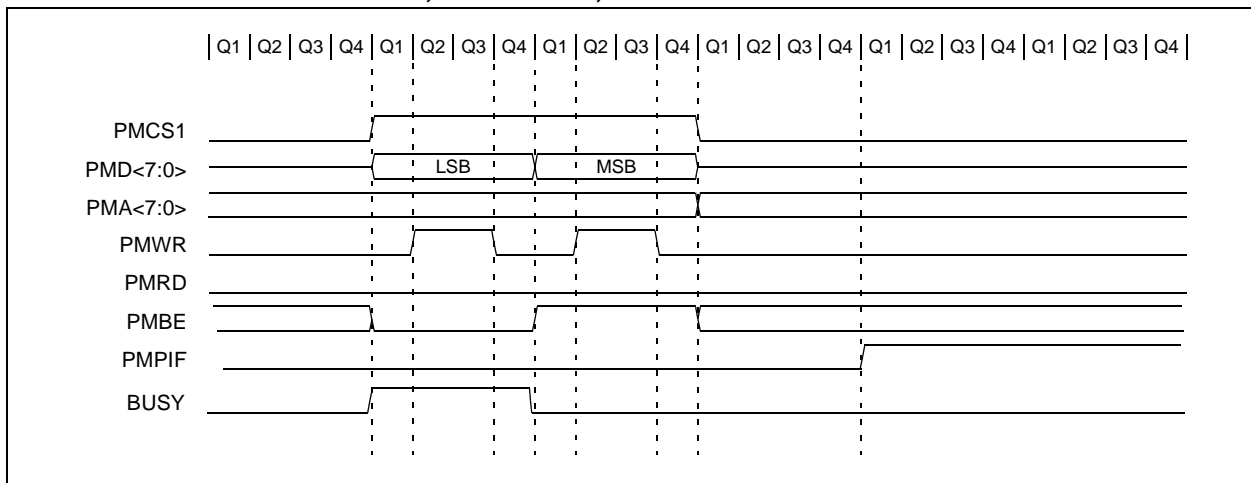 Q1 Q2 Q3 Q4 Q1 Q2 Q3 Q4 Q1 Q2 Q3 Q4 Q1 Q2 Q3 Q4 Q1 Q2 Q3 Q4 Q1 Q2 Q3 Q4
PMCS1
PMD<7:0> LSB MSB
PMA<7:0>
PMWR
PMRD
PMBE
PMPIF
BUSY